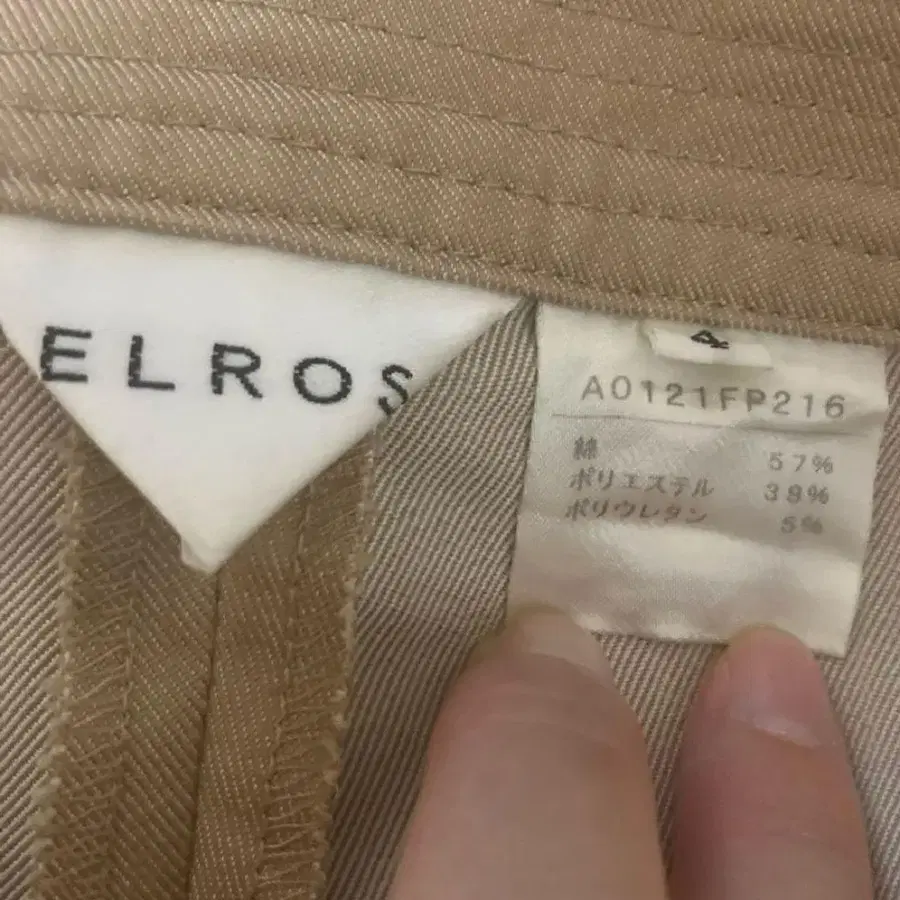 ELROS
4
A0121FP216
綿 57%
ポリエステル 38%
ポリウレタン 5%